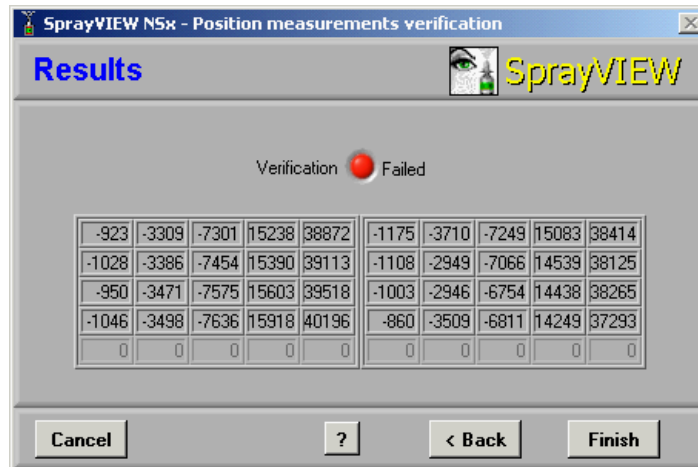 SprayVIEW NSx - Position measurements verification
Results
SprayVIEW
Verification Failed
-923 -3309 -7301 15238 38872 -1175 -3710 -7249 15083 38414
-1028 -3386 -7454 15390 39113 -1108 -2949 -7066 14539 38125
-950 -3471 -7575 15603 39518 -1003 -2946 -6754 14438 38265
-1046 -3498 -7636 15918 40196 -860 -3509 -6811 14249 37293
0 0 0 0 0 0 0 0 0 0
Cancel ? < Back Finish